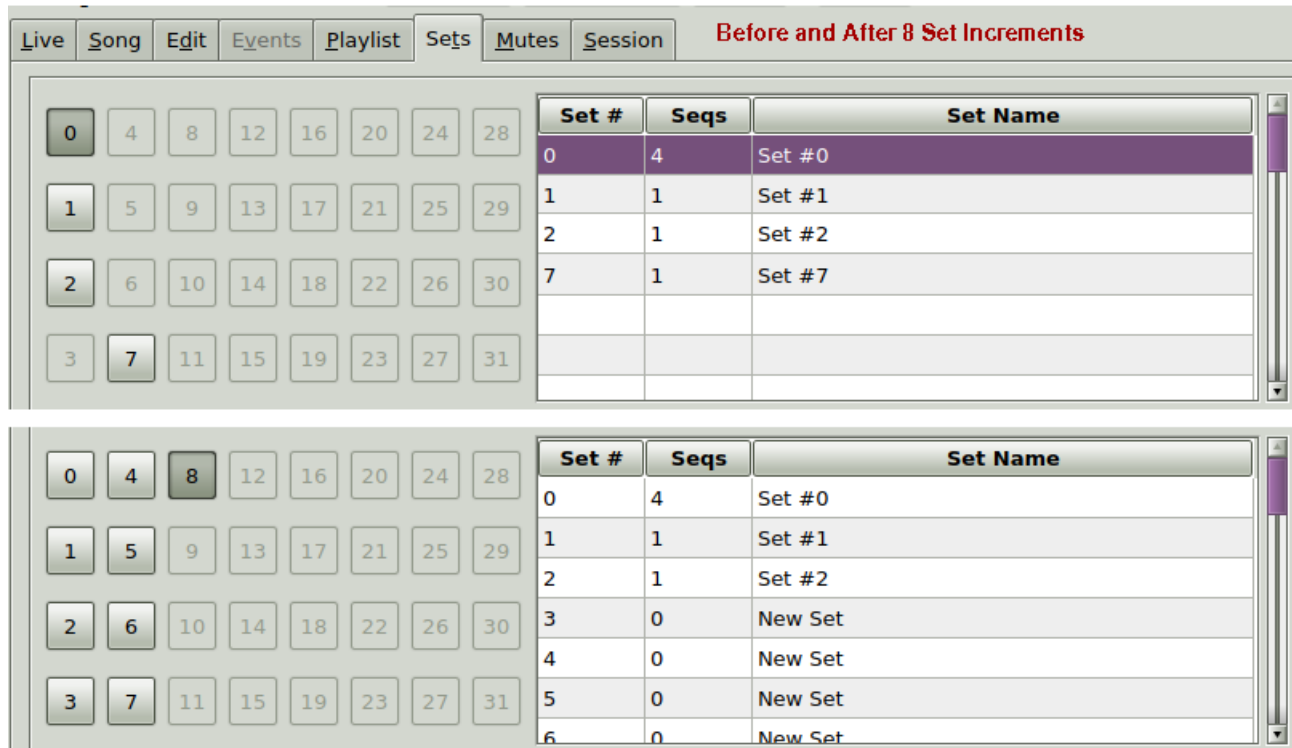 Live Song Edit Events Playlist Sets Mutes Session Before and After 8 Set Increments
0 4 8 12 16 20 24 28
1 5 9 13 17 21 25 29
2 6 10 14 18 22 26 30
3 7 11 15 19 23 27 31
Set # Seqs Set Name
0 4 Set #0
1 1 Set #1
2 1 Set #2
7 1 Set #7
0 4 8 12 16 20 24 28
1 5 9 13 17 21 25 29
2 6 10 14 18 22 26 30
3 7 11 15 19 23 27 31
Set # Seqs Set Name
0 4 Set #0
1 1 Set #1
2 1 Set #2
3 0 New Set
4 0 New Set
5 0 New Set
6 0 New Set